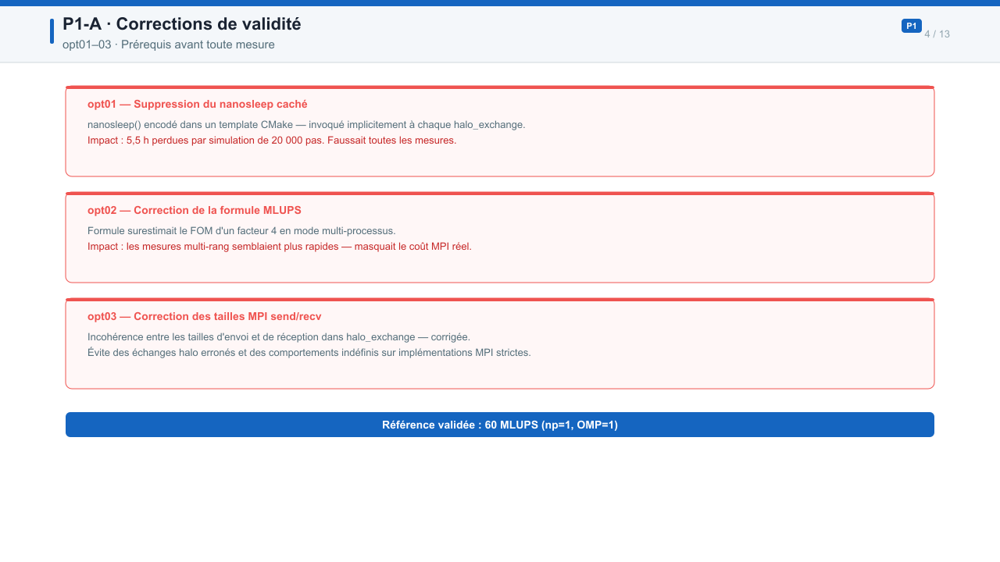 P1-A · Corrections de validité
opt01–03 · Prérequis avant toute mesure
P1
4 / 13
opt01 — Suppression du nanosleep caché
nanosleep() encodé dans un template CMake — invoqué implicitement à chaque halo_exchange.
Impact : 5,5 h perdues par simulation de 20 000 pas. Faussait toutes les mesures.
opt02 — Correction de la formule MLUPS
Formule surestimait le FOM d'un facteur 4 en mode multi-processus.
Impact : les mesures multi-rang semblaient plus rapides — masquait le coût MPI réel.
opt03 — Correction des tailles MPI send/recv
Incohérence entre les tailles d'envoi et de réception dans halo_exchange — corrigée.
Évite des échanges halo erronés et des comportements indéfinis sur implémentations MPI strictes.
Référence validée : 60 MLUPS (np=1, OMP=1)